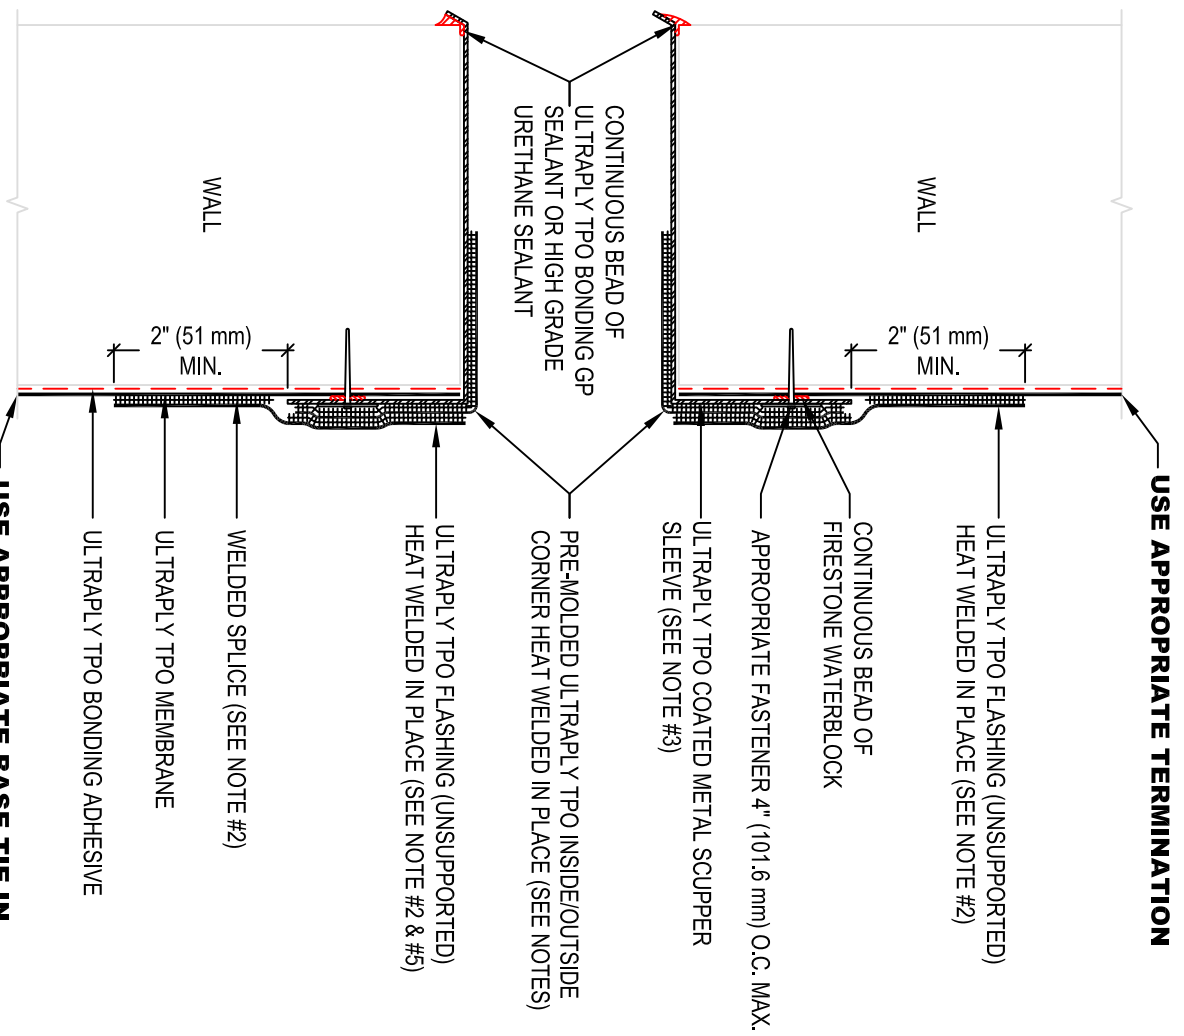 USE APPROPRIATE TERMINATION
ULTRAPLY TPO FLASHING (UNSUPPORTED)
HEAT WELDED IN PLACE (SEE NOTE #2)
2" (51 mm)
MIN.
WALL
CONTINUOUS BEAD OF
FIRESTONE WATERBLOCK
APPROPRIATE FASTENER 4" (101.6 mm) O.C. MAX.
ULTRAPLY TPO COATED METAL SCUPPER
SLEEVE (SEE NOTE #3)
CONTINUOUS BEAD OF
ULTRAPLY TPO BONDING GP
SEALANT OR HIGH GRADE
URETHANE SEALANT
PRE-MOLDED ULTRAPLY TPO INSIDE/OUTSIDE
CORNER HEAT WELDED IN PLACE (SEE NOTES)
ULTRAPLY TPO FLASHING (UNSUPPORTED)
HEAT WELDED IN PLACE (SEE NOTE #2 & #5)
2" (51 mm)
MIN.
WALL
WELDED SPLICE (SEE NOTE #2)
ULTRAPLY TPO MEMBRANE
ULTRAPLY TPO BONDING ADHESIVE
USE APPROPRIATE BASE TIE IN